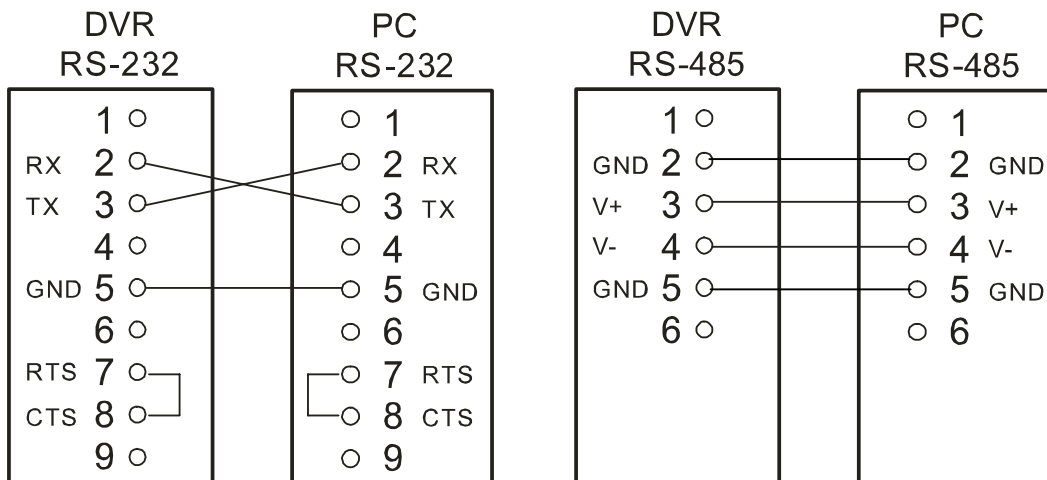 DVR PC DVR PC
RS-232 RS-232 RS-485 RS-485
1 1 1 1
RX 2 2 RX GND 2 2 GND
TX 3 3 TX V+ 3 3 V+
4 4 V- 4 4 V-
GND 5 5 GND GND 5 5 GND
6 6 6 6
RTS 7 7 RTS
CTS 8 8 CTS
9 9